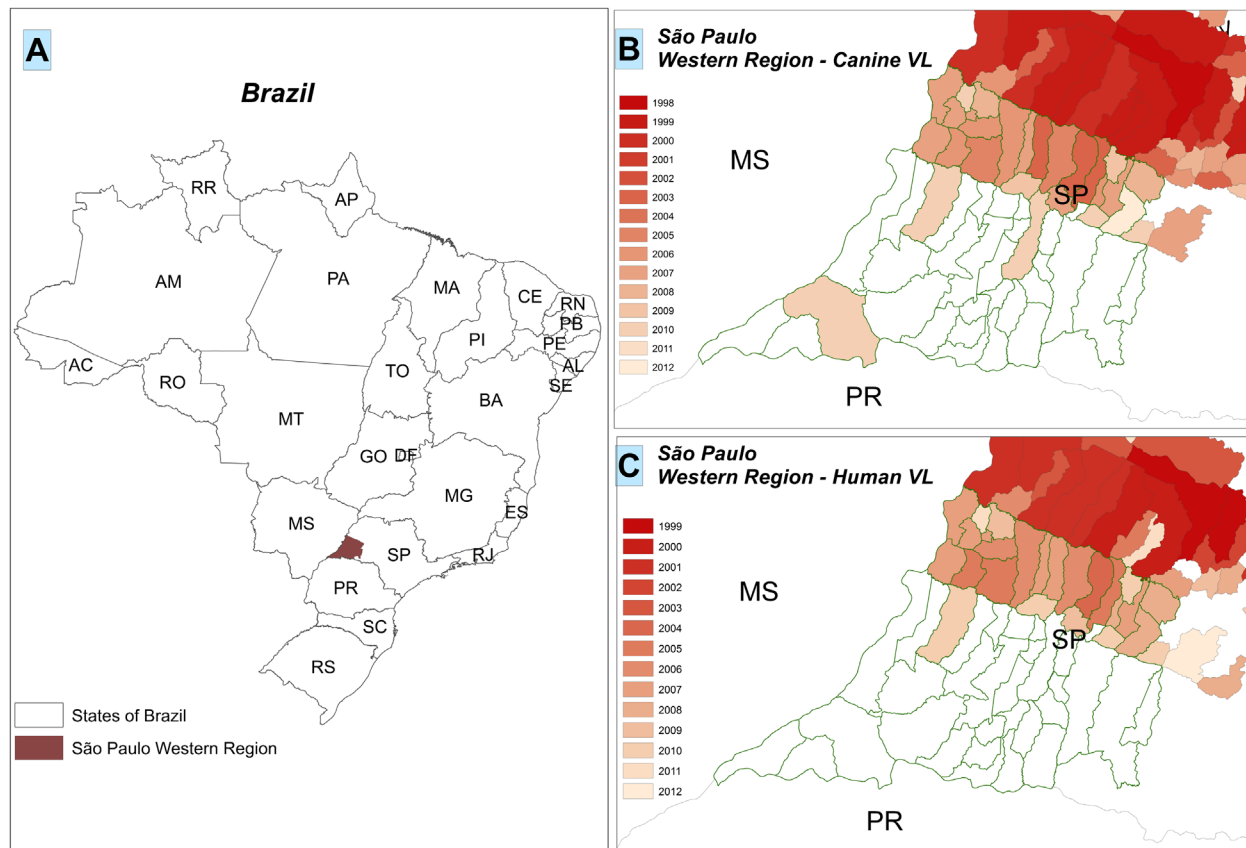 A
Brazil
RR
AP
AM
PA
MA
CE
RN
PB
PI
PE
AL
SE
AC
RO
TO
BA
MT
GO
DF
MG
ES
MS
SP
RJ
PR
SC
RS
States of Brazil
São Paulo Western Region
B
São Paulo
Western Region - Canine VL
1998
1999
2000
2001
2002
2003
2004
2005
2006
2007
2008
2009
2010
2011
2012
MS
SP
PR
C
São Paulo
Western Region - Human VL
1999
2000
2001
2002
2003
2004
2005
2006
2007
2008
2009
2010
2011
2012
MS
SP
PR